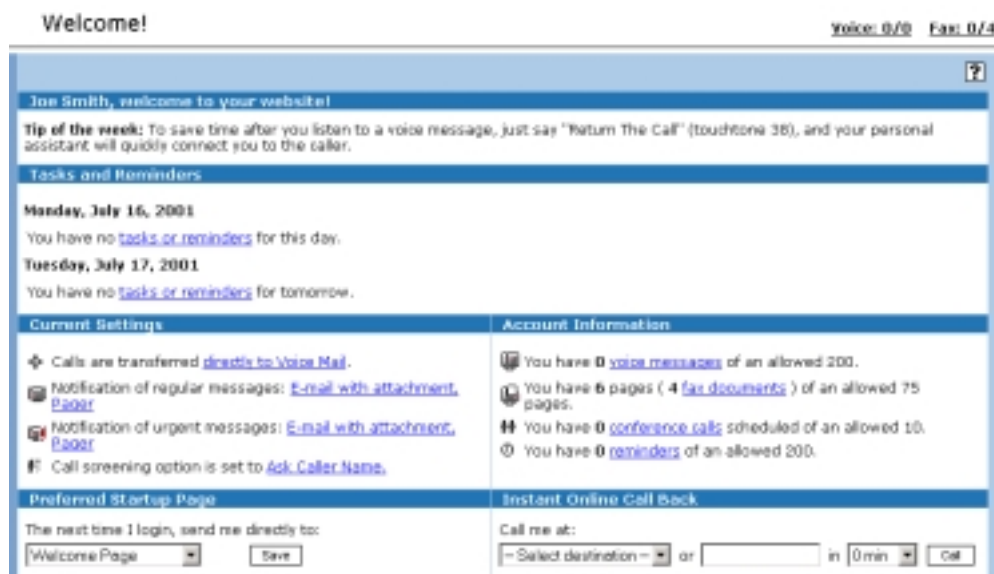 Welcome!
Voice: 0/0 Fax: 0/4
?
Joe Smith, welcome to your website!
Tip of the week: To save time after you listen to a voice message, just say "Return The Call" (touchtone 38), and your personal
assistant will quickly connect you to the caller.
Tasks and Reminders
Monday, July 16, 2001
You have no tasks or reminders for this day.
Tuesday, July 17, 2001
You have no tasks or reminders for tomorrow.
Current Settings
Calls are transferred directly to Voice Mail.
Notification of regular messages: E-mail with attachment,
Pager
Notification of urgent messages: E-mail with attachment,
Pager
Call screening option is set to Ask Caller Name.
Account Information
You have 0 voice messages of an allowed 200.
You have 6 pages ( 4 fax documents ) of an allowed 75
pages.
You have 0 conference calls scheduled of an allowed 10.
You have 0 reminders of an allowed 200.
Preferred Startup Page
The next time I login, send me directly to:
Welcome Page Save
Instant Online Call Back
Call me at:
-- Select destination -- or in 0 min Call